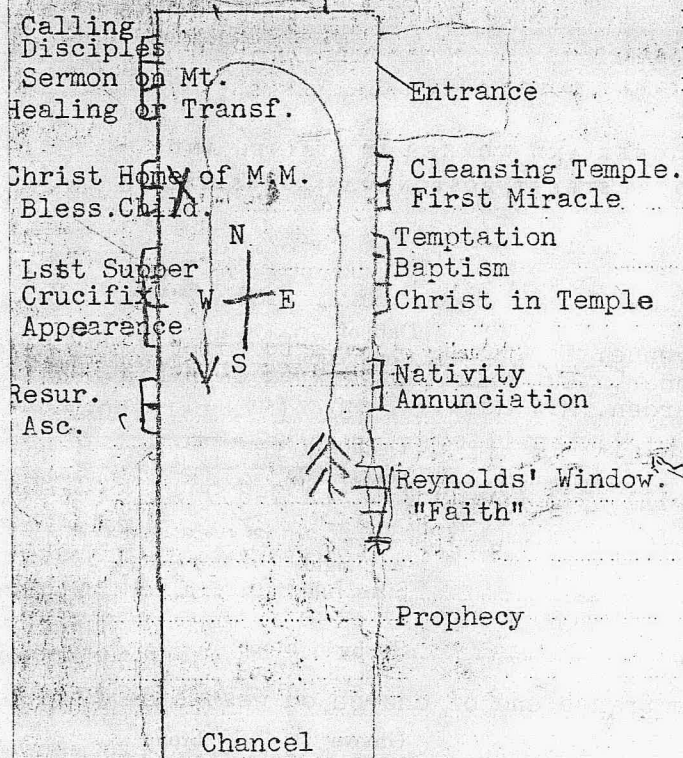 Calling
Disciples
Sermon on Mt.
Healing or Transf.
Christ Home of M.M.
Bless.Child.
Lsst Supper
Crucifix.
Appearance
Resur.
Asc.
N
W E
S
Entrance
Cleansing Temple.
First Miracle
Temptation
Baptism
Christ in Temple
Nativity
Annunciation
Reynolds' Window.
"Faith"
Prophecy
Chancel